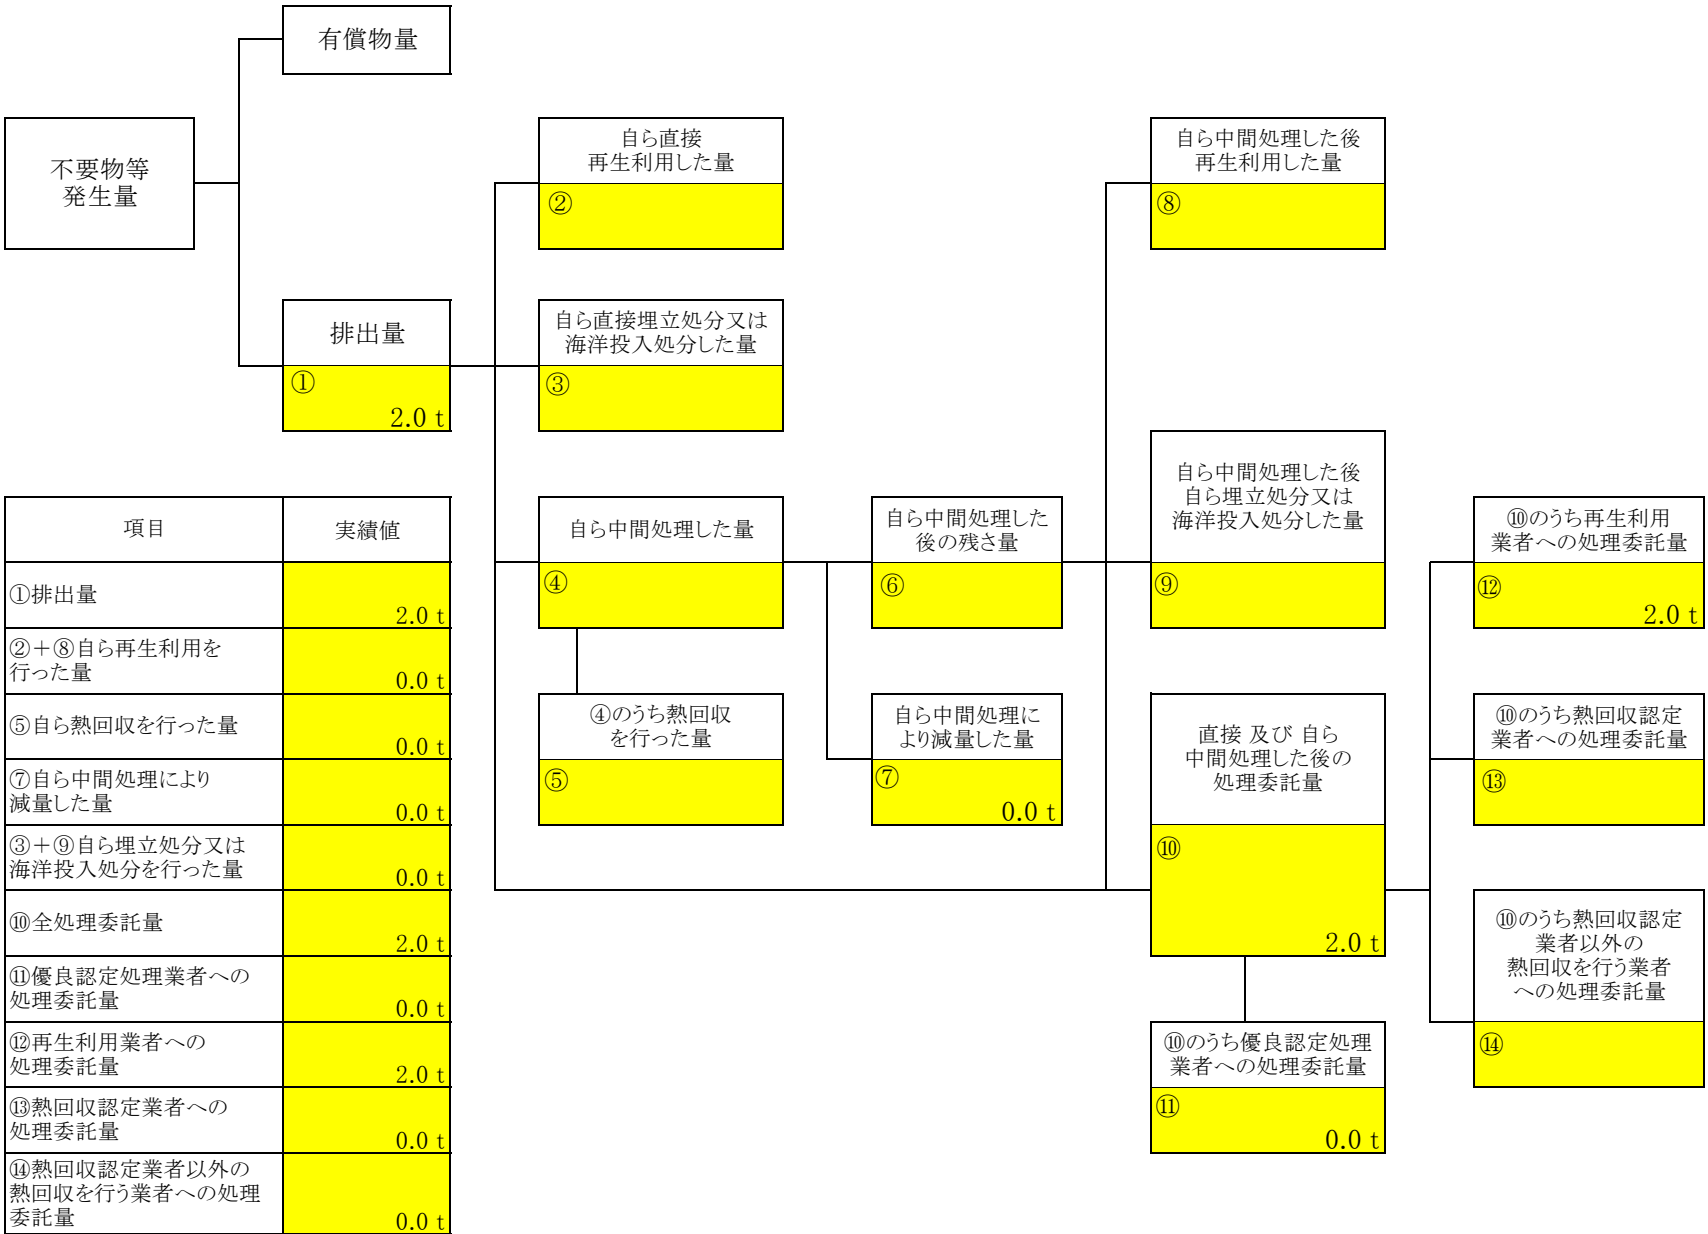 有償物量
不要物等
発生量
排出量
①
2.0 t
自ら直接
再生利用した量
②
自ら直接埋立処分又は
海洋投入処分した量
③
自ら中間処理した量
④
④のうち熱回収
を行った量
⑤
自ら中間処理した
後の残さ量
⑥
自ら中間処理に
より減量した量
⑦
0.0 t
自ら中間処理した後
再生利用した量
⑧
自ら中間処理した後
自ら埋立処分又は
海洋投入処分した量
⑨
直接 及び 自ら
中間処理した後の
処理委託量
⑩
2.0 t
⑩のうち優良認定処理
業者への処理委託量
⑪
0.0 t
⑩のうち再生利用
業者への処理委託量
⑫
2.0 t
⑩のうち熱回収認定
業者への処理委託量
⑬
⑩のうち熱回収認定
業者以外の
熱回収を行う業者
への処理委託量
⑭
項目 実績値
①排出量
2.0 t
②＋⑧自ら再生利用を
行った量
0.0 t
⑤自ら熱回収を行った量
0.0 t
⑦自ら中間処理により
減量した量
0.0 t
③＋⑨自ら埋立処分又は
海洋投入処分を行った量
0.0 t
⑩全処理委託量
2.0 t
⑪優良認定処理業者への
処理委託量
0.0 t
⑫再生利用業者への
処理委託量
2.0 t
⑬熱回収認定業者への
処理委託量
0.0 t
⑭熱回収認定業者以外の
熱回収を行う業者への処理
委託量
0.0 t